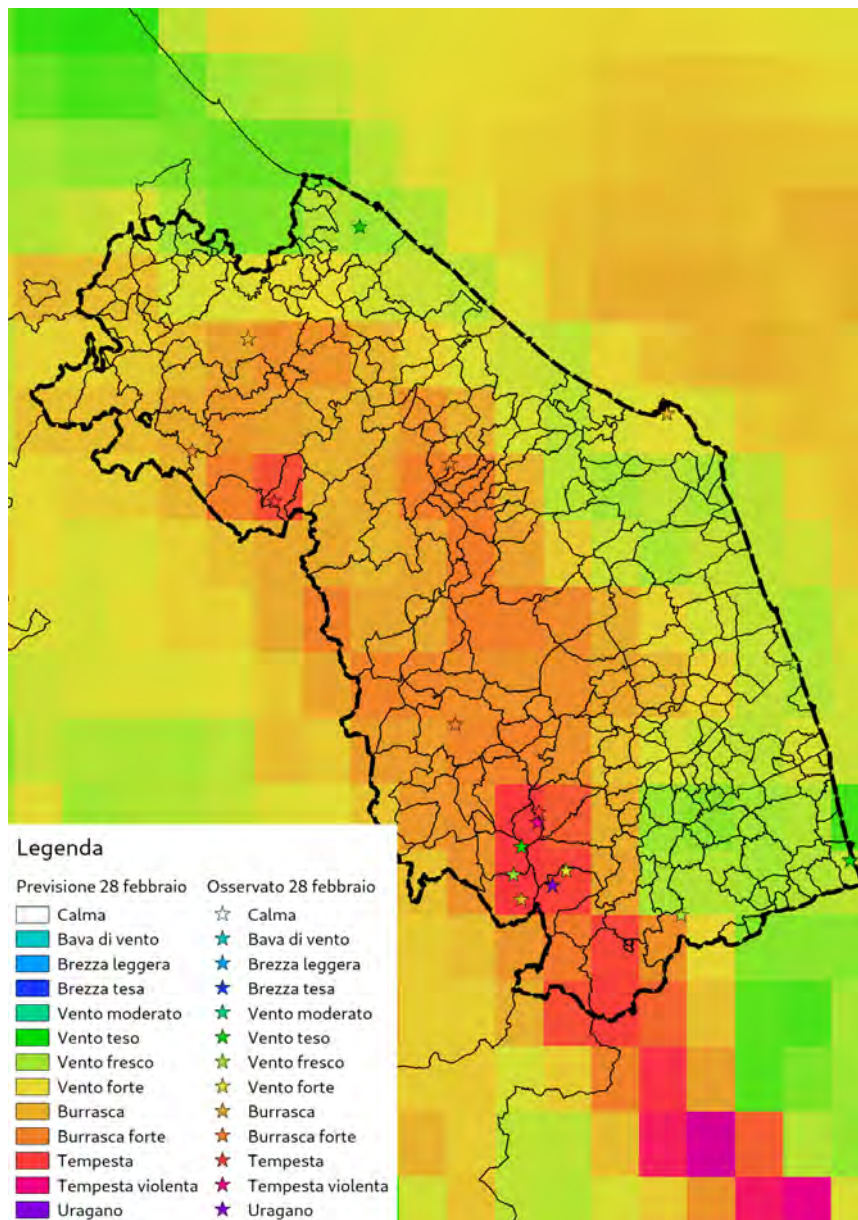 Legenda
Previsione 28 febbraio Osservato 28 febbraio
Calma Calma
Bava di vento Bava di vento
Brezza leggera Brezza leggera
Brezza tesa Brezza tesa
Vento moderato Vento moderato
Vento teso Vento teso
Vento fresco Vento fresco
Vento forte Vento forte
Burrasca Burrasca
Burrasca forte Burrasca forte
Tempesta Tempesta
Tempesta violenta Tempesta violenta
Uragano Uragano